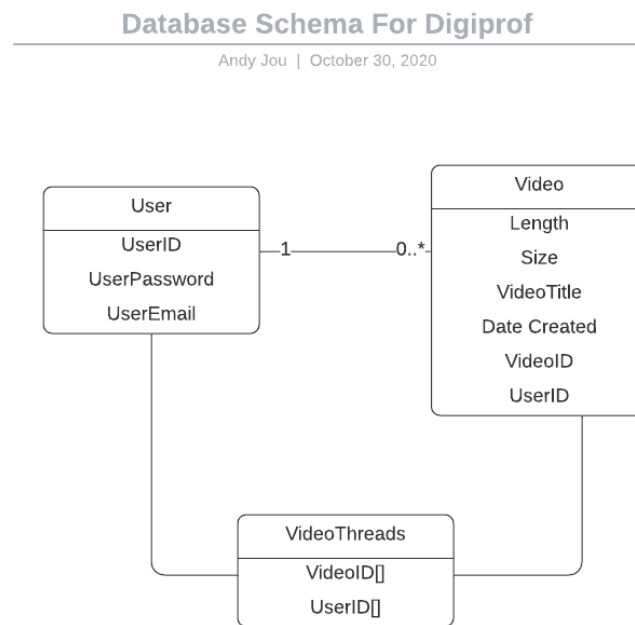 Database Schema For Digiprof
Andy Jou | October 30, 2020
User
UserID
UserPassword
UserEmail
1
0..*
Video
Length
Size
VideoTitle
Date Created
VideoID
UserID
VideoThreads
VideoID[]
UserID[]